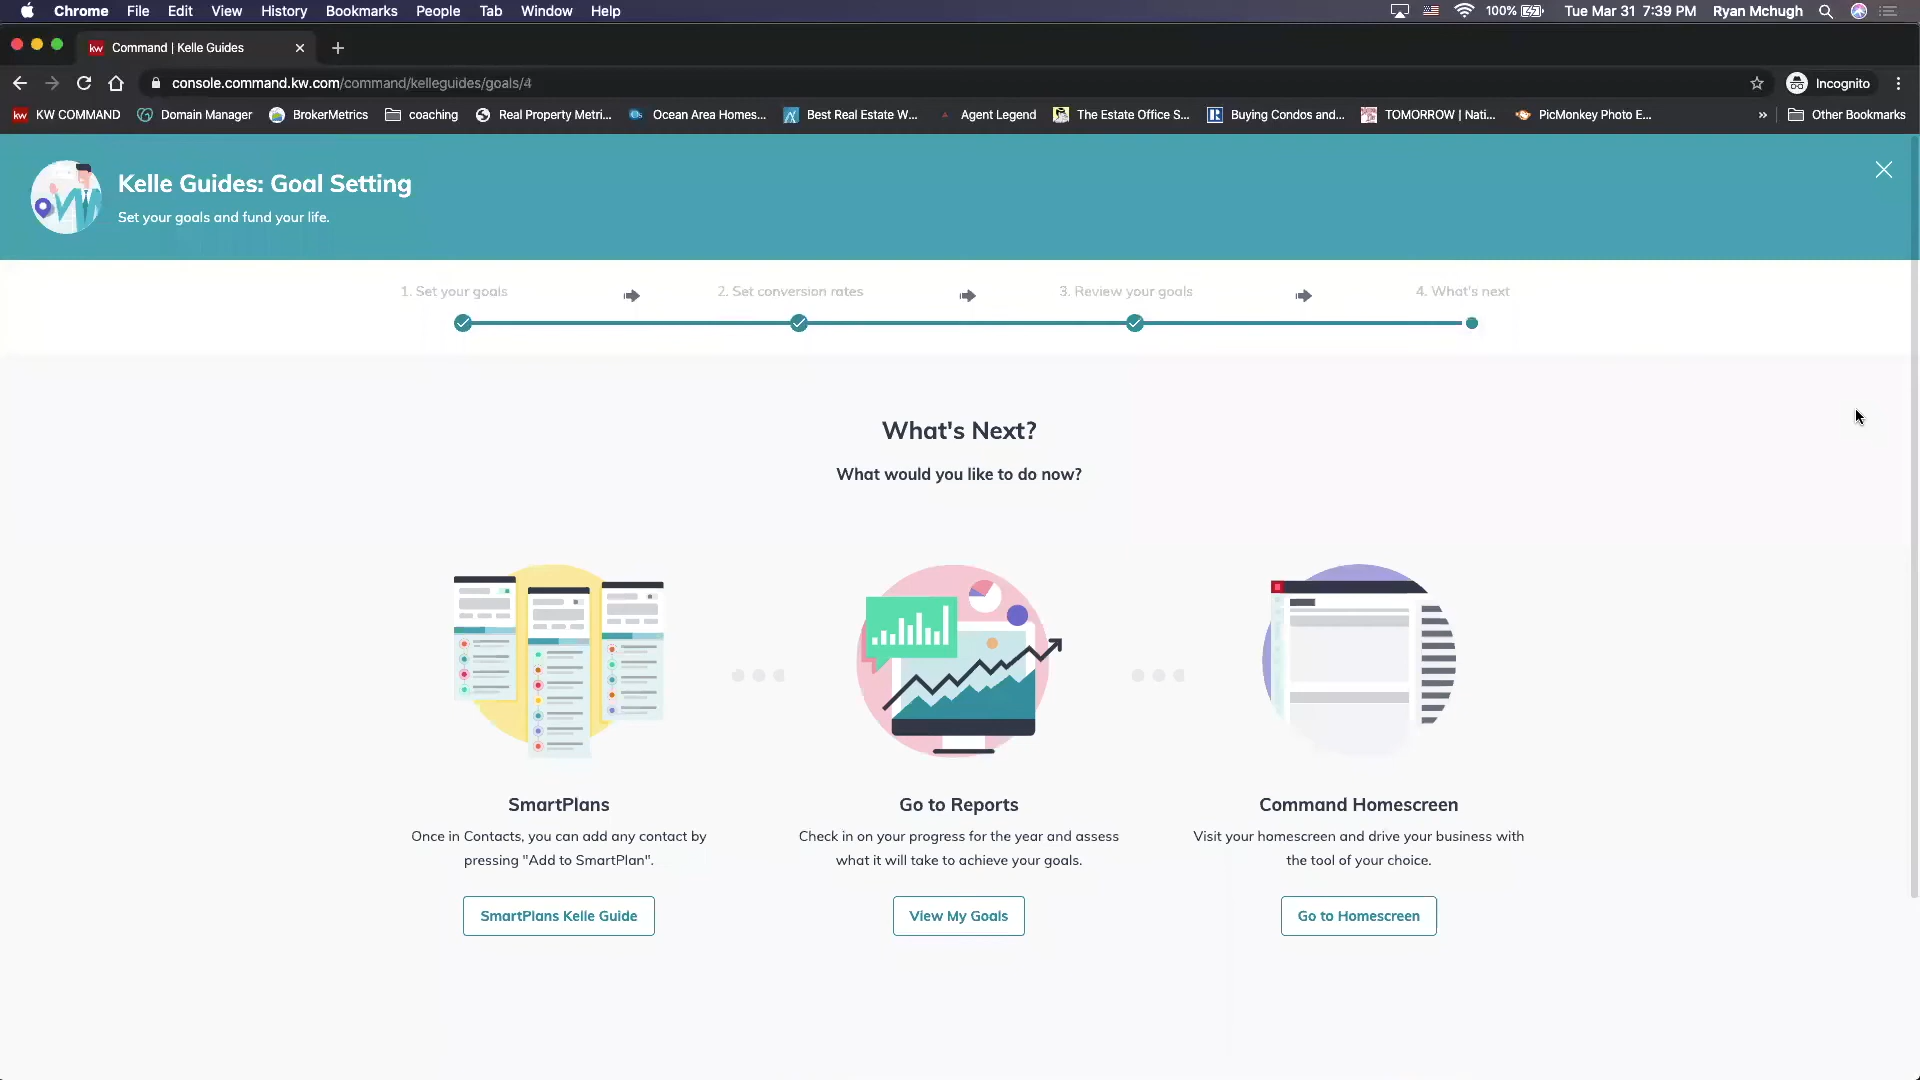 Chrome File Edit View History Bookmarks People Tab Window Help 100% Tue Mar 31 7:39 PM Ryan Mchugh
kw Command | Kelle Guides
console.command.kw.com/command/kelleguides/goals/4 Incognito
kw KW COMMAND Domain Manager BrokerMetrics coaching Real Property Metri... Ocean Area Homes... Best Real Estate W... Agent Legend The Estate Office S... Buying Condos and... TOMORROW | Nati... PicMonkey Photo E... » Other Bookmarks
Kelle Guides: Goal Setting
Set your goals and fund your life.
1. Set your goals 2. Set conversion rates 3. Review your goals 4. What's next
What's Next?
What would you like to do now?
SmartPlans
Once in Contacts, you can add any contact by
pressing "Add to SmartPlan".
SmartPlans Kelle Guide
Go to Reports
Check in on your progress for the year and assess
what it will take to achieve your goals.
View My Goals
Command Homescreen
Visit your homescreen and drive your business with
the tool of your choice.
Go to Homescreen